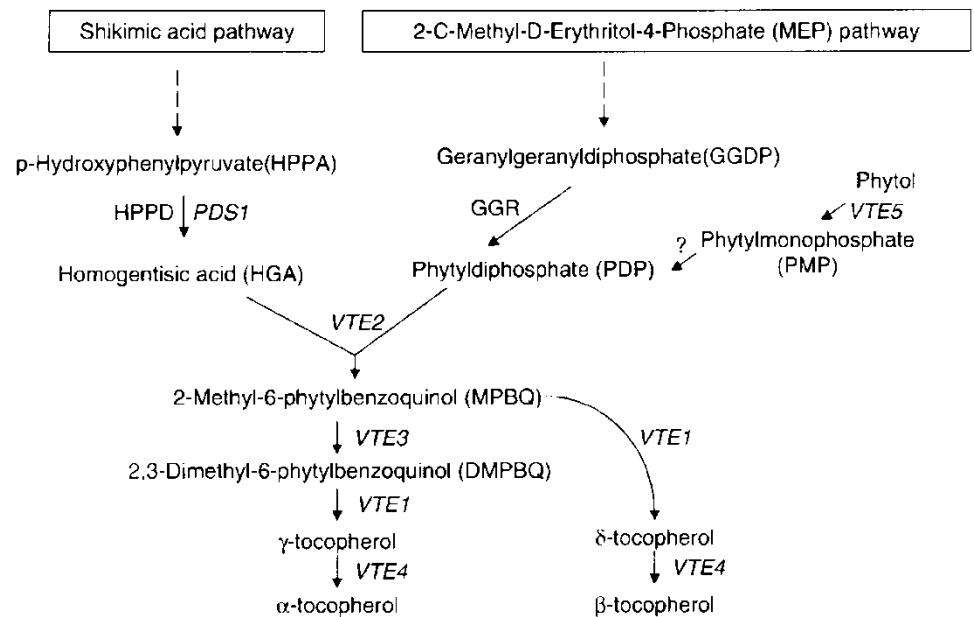 Shikimic acid pathway
2-C-Methyl-D-Erythritol-4-Phosphate (MEP) pathway
p-Hydroxyphenylpyruvate(HPPA)
Geranylgeranyldiphosphate(GGDP)
Phytol
HPPD PDS1
GGR
VTE5
?
Phytylmonophosphate
(PMP)
Homogentisic acid (HGA)
Phytyldiphosphate (PDP)
VTE2
2-Methyl-6-phytylbenzoquinol (MPBQ)
VTE3
VTE1
2,3-Dimethyl-6-phytylbenzoquinol (DMPBQ)
VTE1
γ-tocopherol
δ-tocopherol
VTE4
VTE4
α-tocopherol
β-tocopherol